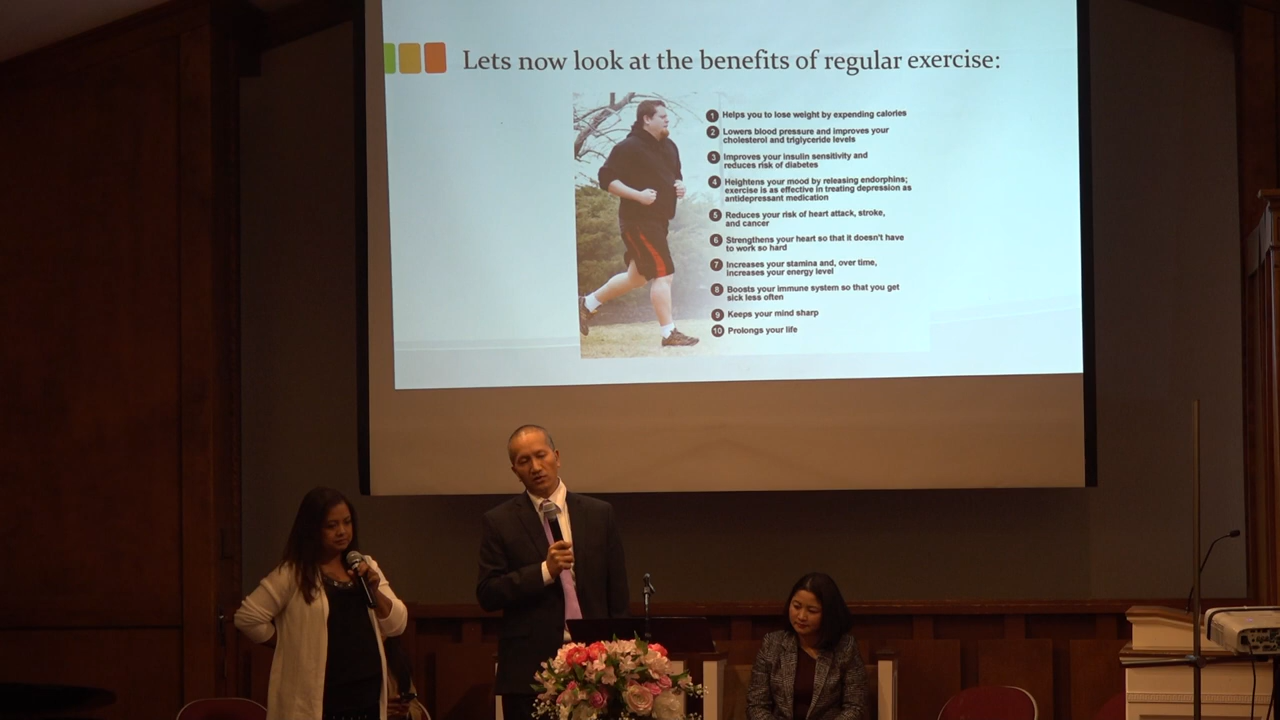 Lets now look at the benefits of regular exercise:
1 Helps you to lose weight by expending calories
2 Lowers blood pressure and improves your
cholesterol and triglyceride levels
3 Improves your insulin sensitivity and
reduces risk of diabetes
4 Heightens your mood by releasing endorphins;
exercise is as effective in treating depression as
antidepressant medication
5 Reduces your risk of heart attack, stroke,
and cancer
6 Strengthens your heart so that it doesn't have
to work so hard
7 Increases your stamina and, over time,
increases your energy level
8 Boosts your immune system so that you get
sick less often
9 Keeps your mind sharp
10 Prolongs your life